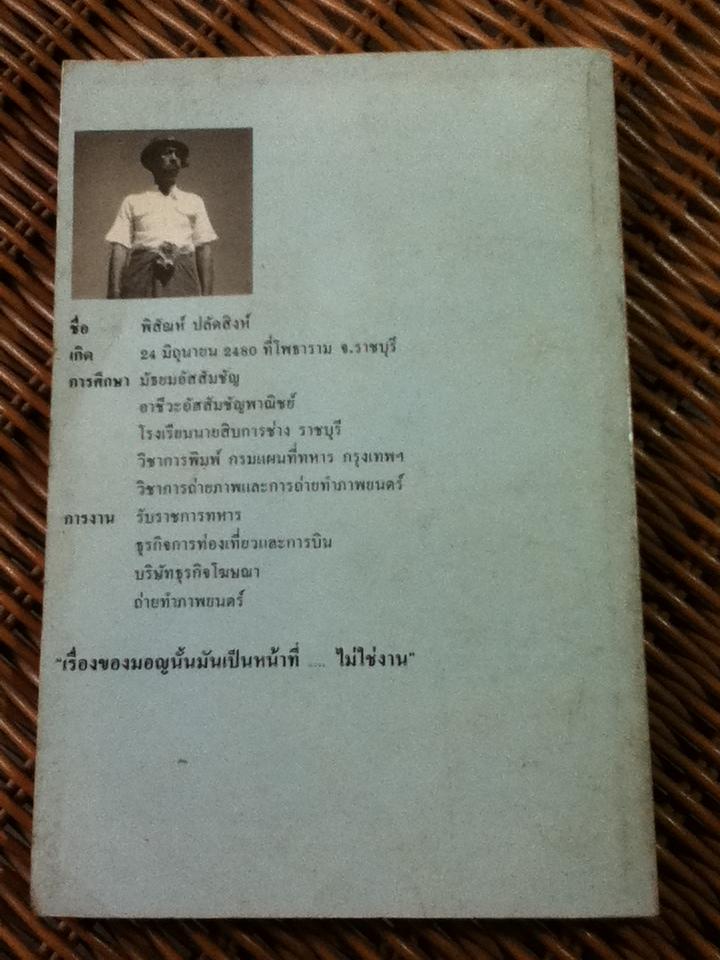 ชื่อ พิสัณห์ ปลัดสิงห์
เกิด 24 มิถุนายน 2480 ที่โพธาราม จ.ราชบุรี
การศึกษา มัธยมอัสสัมชัญ
อาชีวะอัสสัมชัญพาณิชย์
โรงเรียนนายสิบการช่าง ราชบุรี
วิชาการพิมพ์ กรมแผนที่ทหาร กรุงเทพฯ
วิชาการถ่ายภาพและการถ่ายทำภาพยนตร์
การงาน รับราชการทหาร
ธุรกิจการท่องเที่ยวและการบิน
บริษัทธุรกิจโฆษณา
ถ่ายทำภาพยนตร์
"เรื่องของมอญนั้นมันเป็นหน้าที่ .... ไม่ใช่งาน"